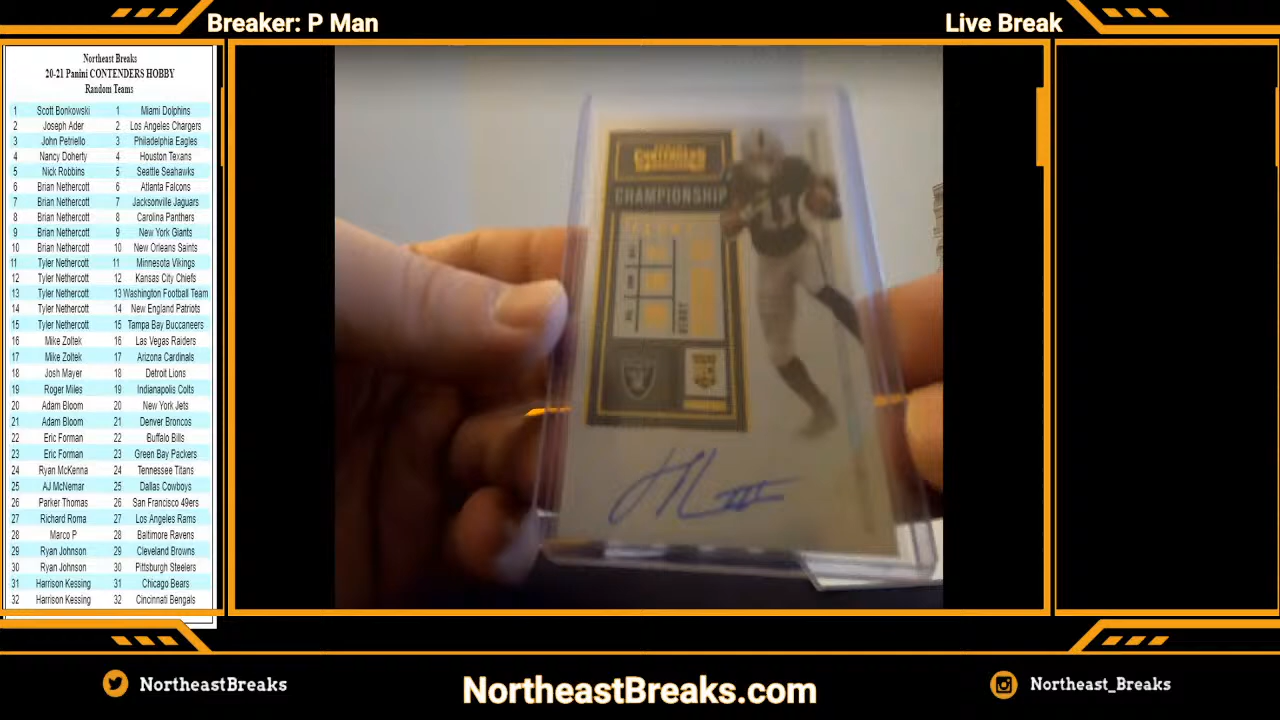 Breaker: P Man
Live Break
Northeast Breaks
20-21 Panini CONTENDERS HOBBY
Random Teams
1 Scott Bonkowski 1 Miami Dolphins
2 Joseph Ader 2 Los Angeles Chargers
3 John Petriello 3 Philadelphia Eagles
4 Nancy Doherty 4 Houston Texans
5 Nick Robbins 5 Seattle Seahawks
6 Brian Nethercott 6 Atlanta Falcons
7 Brian Nethercott 7 Jacksonville Jaguars
8 Brian Nethercott 8 Carolina Panthers
9 Brian Nethercott 9 New York Giants
10 Brian Nethercott 10 New Orleans Saints
11 Tyler Nethercott 11 Minnesota Vikings
12 Tyler Nethercott 12 Kansas City Chiefs
13 Tyler Nethercott 13 Washington Football Team
14 Tyler Nethercott 14 New England Patriots
15 Tyler Nethercott 15 Tampa Bay Buccaneers
16 Mike Zoltek 16 Las Vegas Raiders
17 Mike Zoltek 17 Arizona Cardinals
18 Josh Mayer 18 Detroit Lions
19 Roger Miles 19 Indianapolis Colts
20 Adam Bloom 20 New York Jets
21 Adam Bloom 21 Denver Broncos
22 Eric Forman 22 Buffalo Bills
23 Eric Forman 23 Green Bay Packers
24 Ryan McKenna 24 Tennessee Titans
25 AJ McNemar 25 Dallas Cowboys
26 Parker Thomas 26 San Francisco 49ers
27 Richard Roma 27 Los Angeles Rams
28 Marco P 28 Baltimore Ravens
29 Ryan Johnson 29 Cleveland Browns
30 Ryan Johnson 30 Pittsburgh Steelers
31 Harrison Kessing 31 Chicago Bears
32 Harrison Kessing 32 Cincinnati Bengals
CONTENDERS
CHAMPIONSHIP
NortheastBreaks
NortheastBreaks.com
Northeast_Breaks